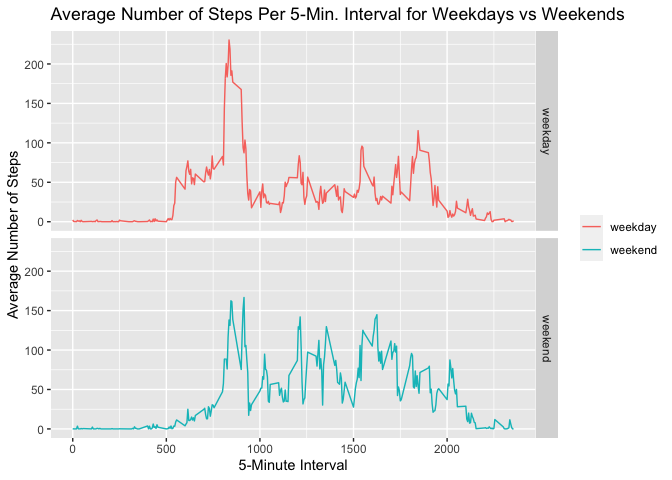 Average Number of Steps Per 5-Min. Interval for Weekdays vs Weekends
200
150
100
50
0
weekday
200
150
100
50
0
weekend
Average Number of Steps
0
500
1000
1500
2000
5-Minute Interval
weekday
weekend